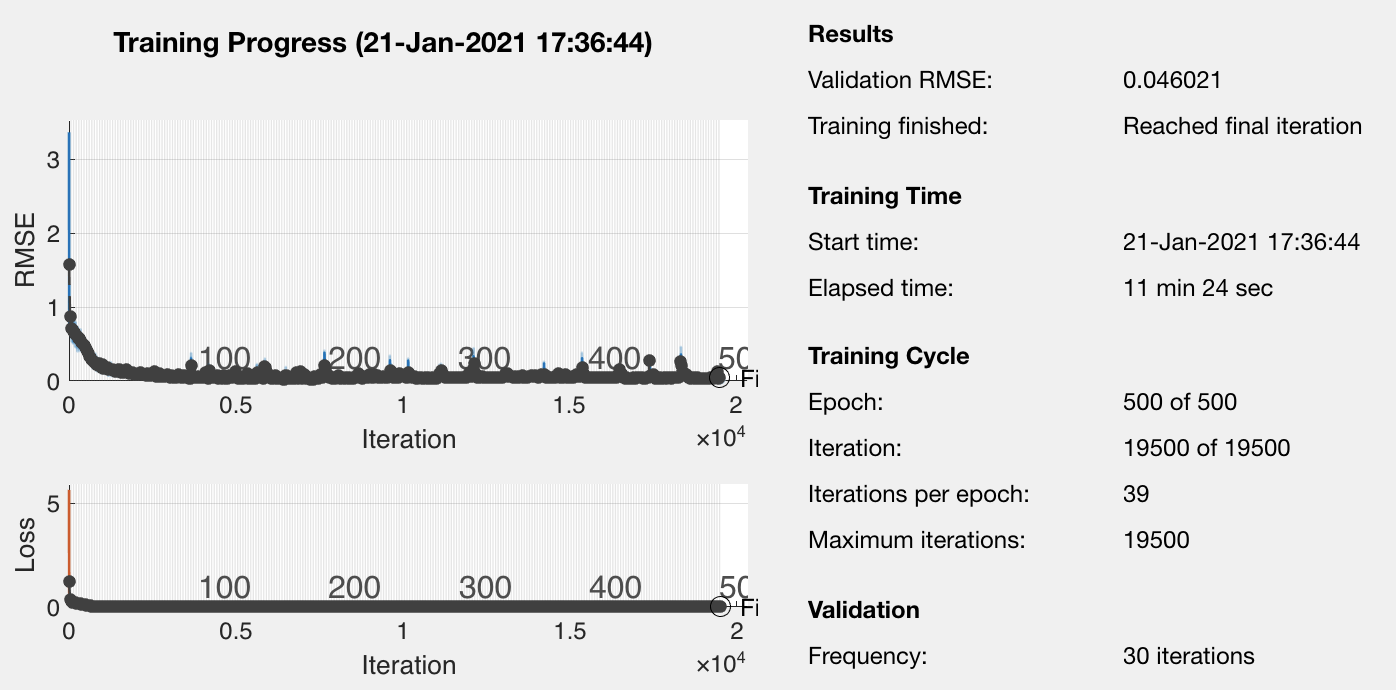 Training Progress (21-Jan-2021 17:36:44)
3
2
1
0
RMSE
100 200 300 400 50
Fi
0 0.5 1 1.5 2
Iteration
×10⁴
5
0
Loss
100 200 300 400 50
Fi
0 0.5 1 1.5 2
Iteration
×10⁴
Results
Validation RMSE: 0.046021
Training finished: Reached final iteration
Training Time
Start time: 21-Jan-2021 17:36:44
Elapsed time: 11 min 24 sec
Training Cycle
Epoch: 500 of 500
Iteration: 19500 of 19500
Iterations per epoch: 39
Maximum iterations: 19500
Validation
Frequency: 30 iterations